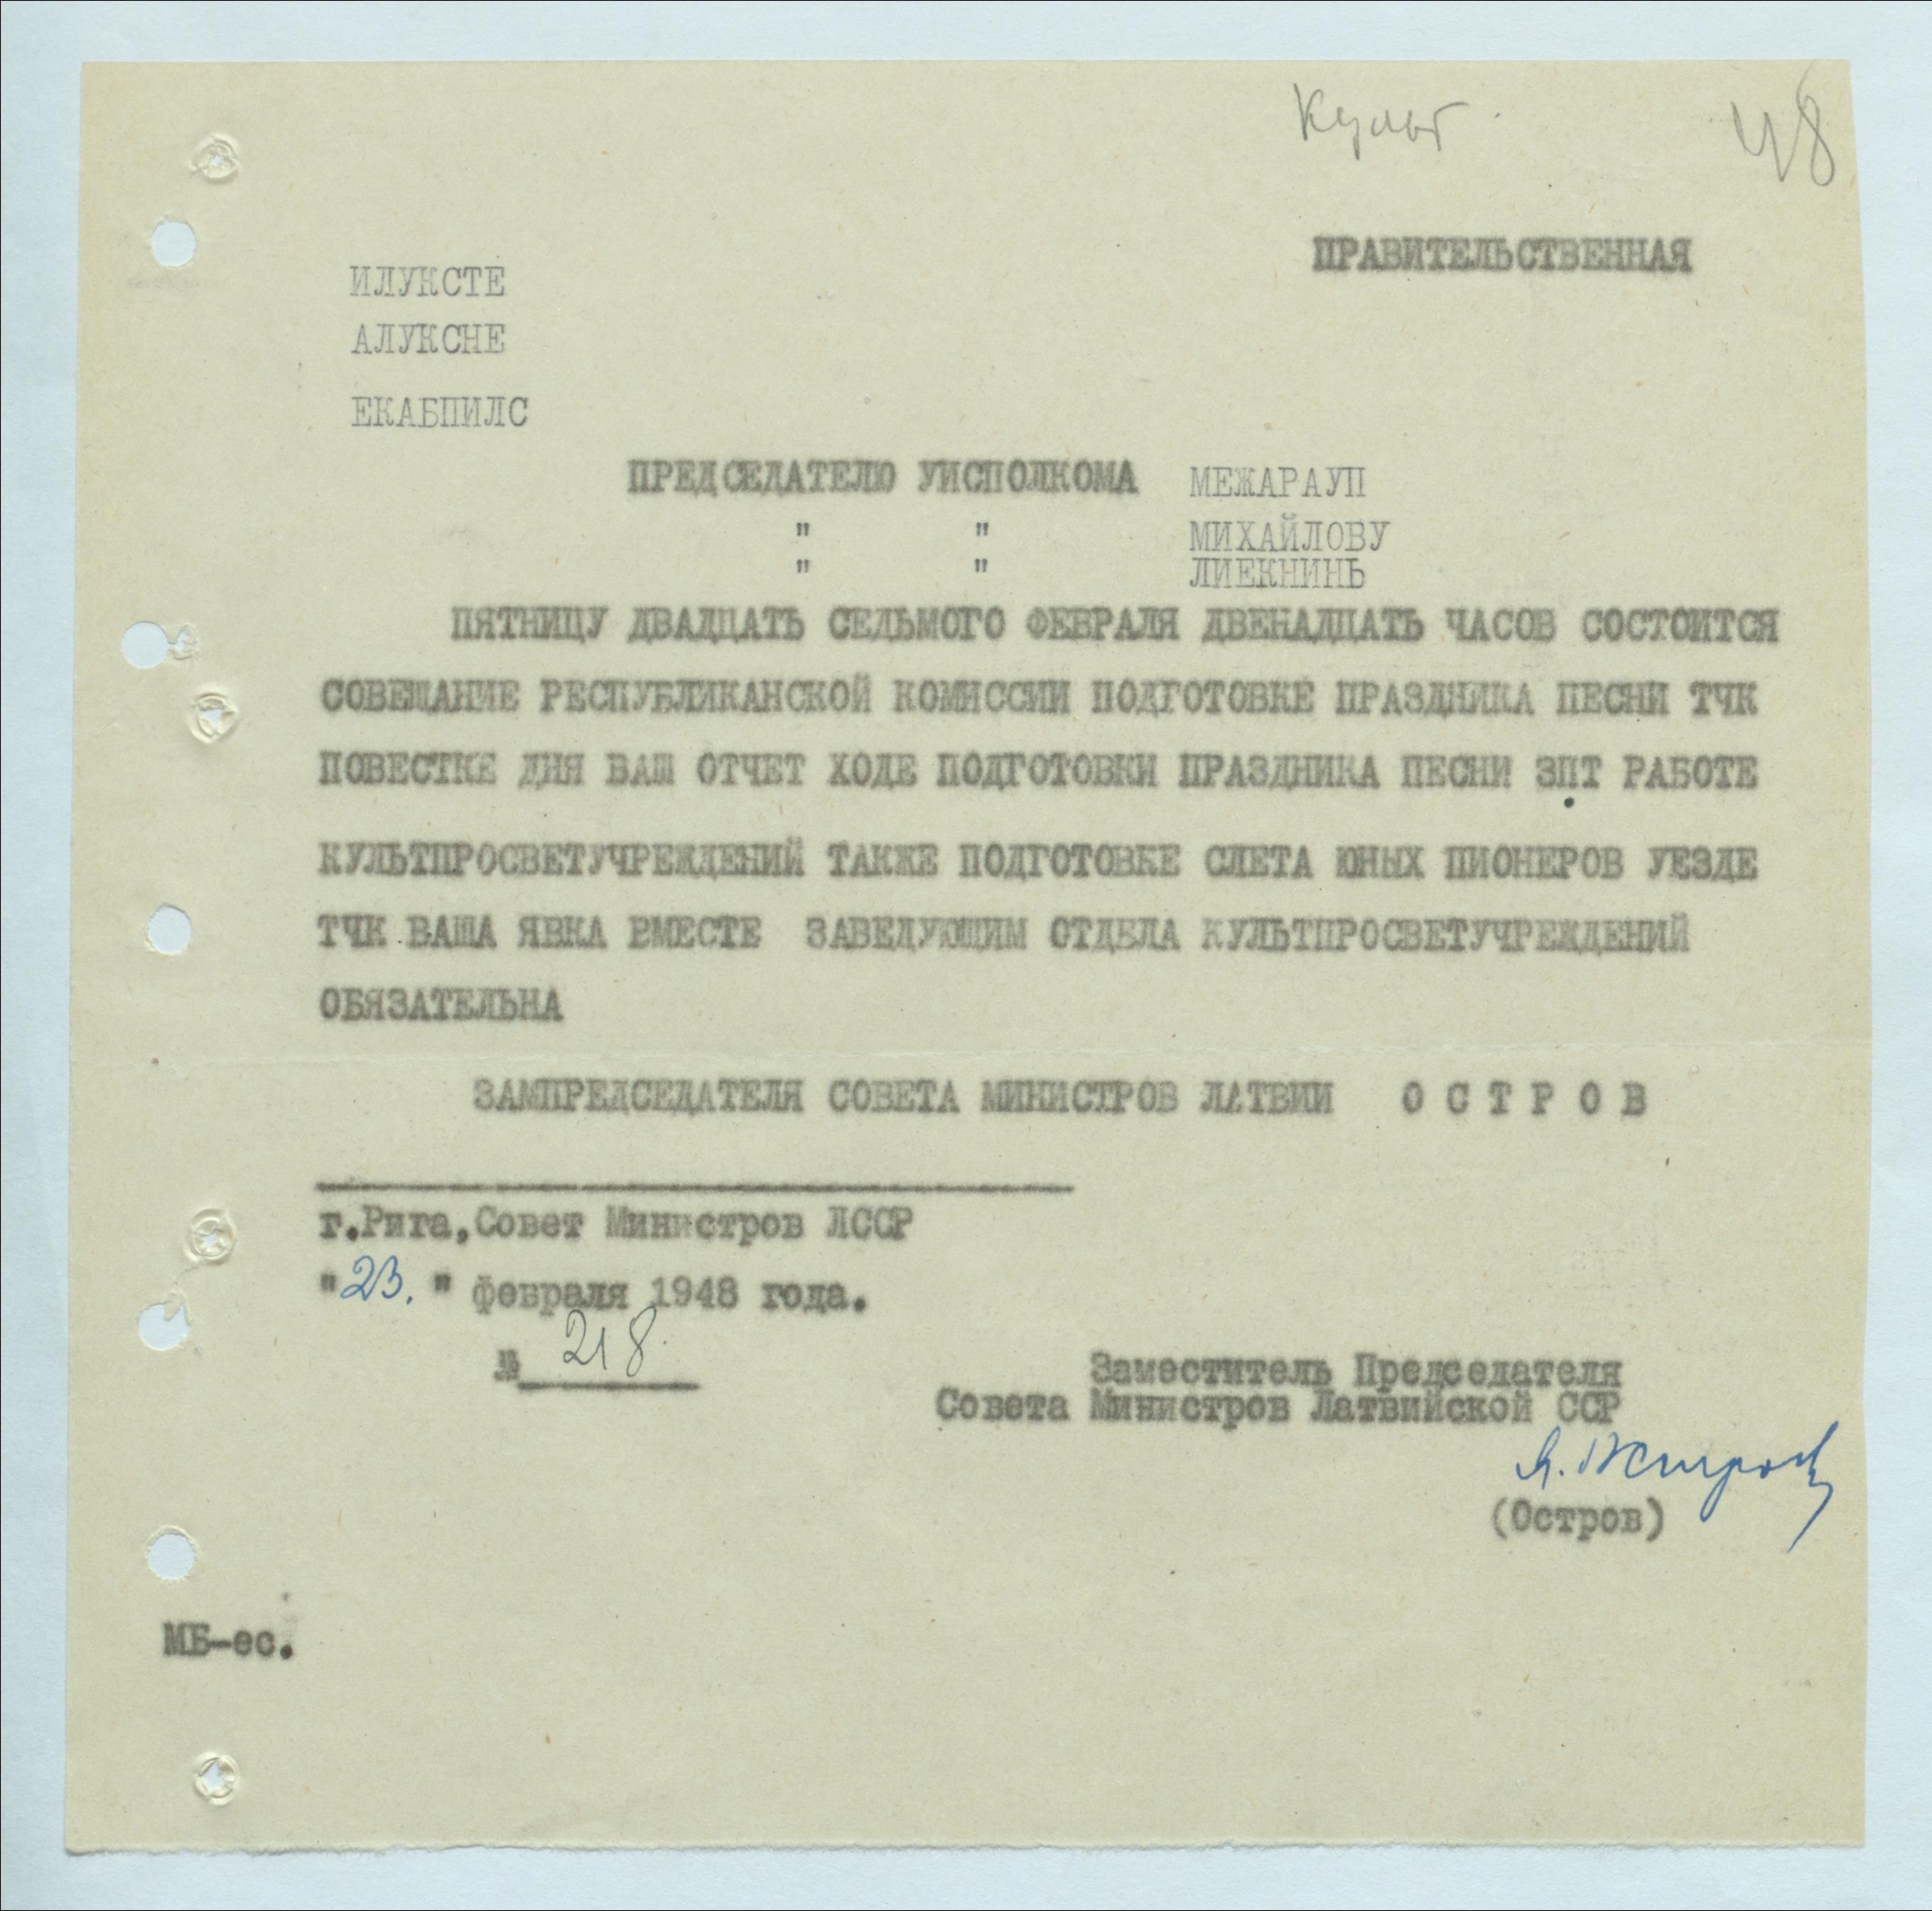 Культ.
48
ПРАВИТЕЛЬСТВЕННАЯ
ИЛУКСТЕ
АЛУКСНЕ
ЕКАБПИЛС
ПРЕДСЕДАТЕЛЮ УИСПОЛКОМА МЕЖАРАУП
" " МИХАЙЛОВУ
" " ЛИЕКНИНЬ
ПЯТНИЦУ ДВАДЦАТЬ СЕДЬМОГО ФЕВРАЛЯ ДВЕНАДЦАТЬ ЧАСОВ СОСТОИТСЯ
СОВЕЩАНИЕ РЕСПУБЛИКАНСКОЙ КОМИССИИ ПОДГОТОВКЕ ПРАЗДНИКА ПЕСНИ ТЧК
ПОВЕСТКЕ ДНЯ ВАШ ОТЧЕТ ХОДЕ ПОДГОТОВКИ ПРАЗДНИКА ПЕСНИ ЗПТ РАБОТЕ
КУЛЬТПРОСВЕТУЧРЕЖДЕНИЙ ТАКЖЕ ПОДГОТОВКЕ СЛЕТА ЮНЫХ ПИОНЕРОВ УЕЗДЕ
ТЧК ВАША ЯВКА ВМЕСТЕ ЗАВЕДУЮЩИМ ОТДЕЛА КУЛЬТПРОСВЕТУЧРЕЖДЕНИЙ
ОБЯЗАТЕЛЬНА
ЗАМПРЕДСЕДАТЕЛЯ СОВЕТА МИНИСТРОВ ЛАТВИИ О С Т Р О В
г.Рига,Совет Министров ЛССР
"23." февраля 1948 года.
№ 218.
Заместитель Председателя
Совета Министров Латвийской ССР
Я. Остров
(Остров)
МБ-ес.